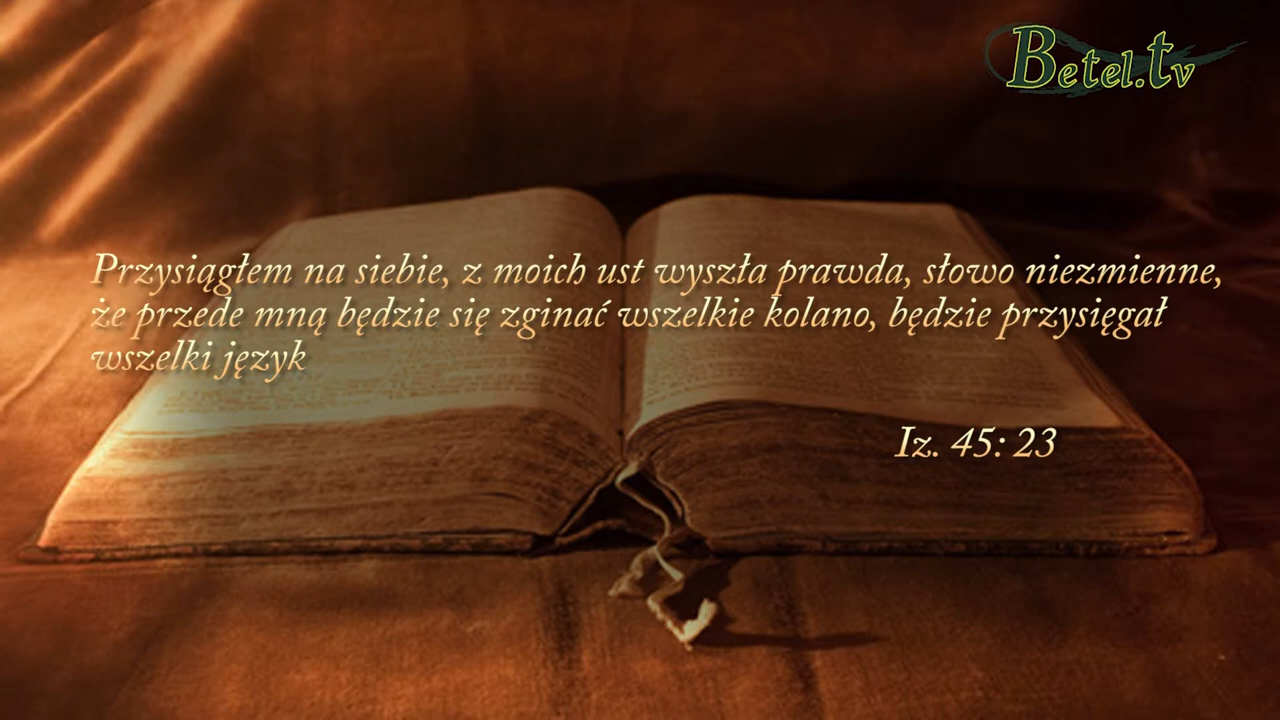 Betel.tv
Przysiągłem na siebie, z moich ust wyszła prawda, słowo niezmienne,
że przede mną będzie się zginać wszelkie kolano, będzie przysięgał
wszelki język
Iz. 45: 23